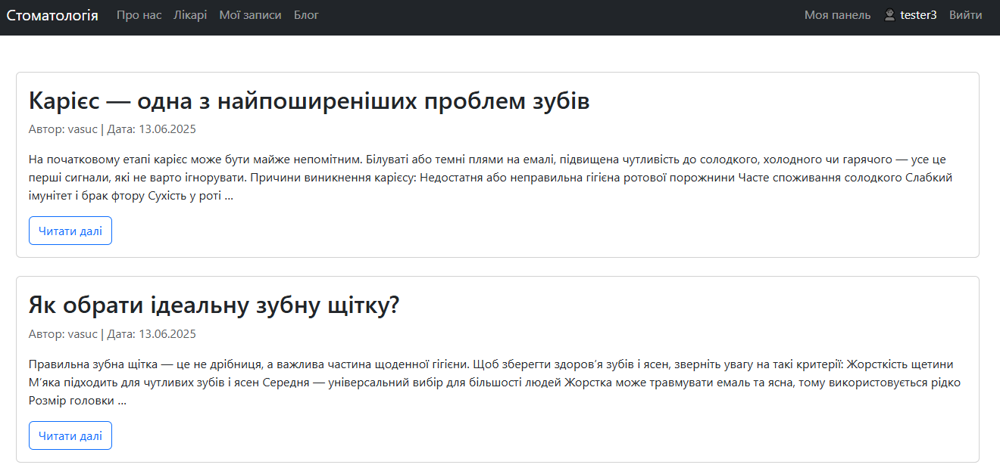 Стоматологія Про нас Лікарі Мої записи Блог Моя панель tester3 Вийти
Карієс — одна з найпоширеніших проблем зубів
Автор: vasuc | Дата: 13.06.2025
На початковому етапі карієс може бути майже непомітним. Білуваті або темні плями на емалі, підвищена чутливість до солодкого, холодного чи гарячого — усе це
перші сигнали, які не варто ігнорувати. Причини виникнення карієсу: Недостатня або неправильна гігієна ротової порожнини Часте споживання солодкого Слабкий
імунітет і брак фтору Сухість у роті ...
Читати далі
Як обрати ідеальну зубну щітку?
Автор: vasuc | Дата: 13.06.2025
Правильна зубна щітка — це не дрібниця, а важлива частина щоденної гігієни. Щоб зберегти здоров’я зубів і ясен, зверніть увагу на такі критерії: Жорсткість щетини
М’яка підходить для чутливих зубів і ясен Середня — універсальний вибір для більшості людей Жорстка може травмувати емаль та ясна, тому використовується рідко
Розмір головки ...
Читати далі